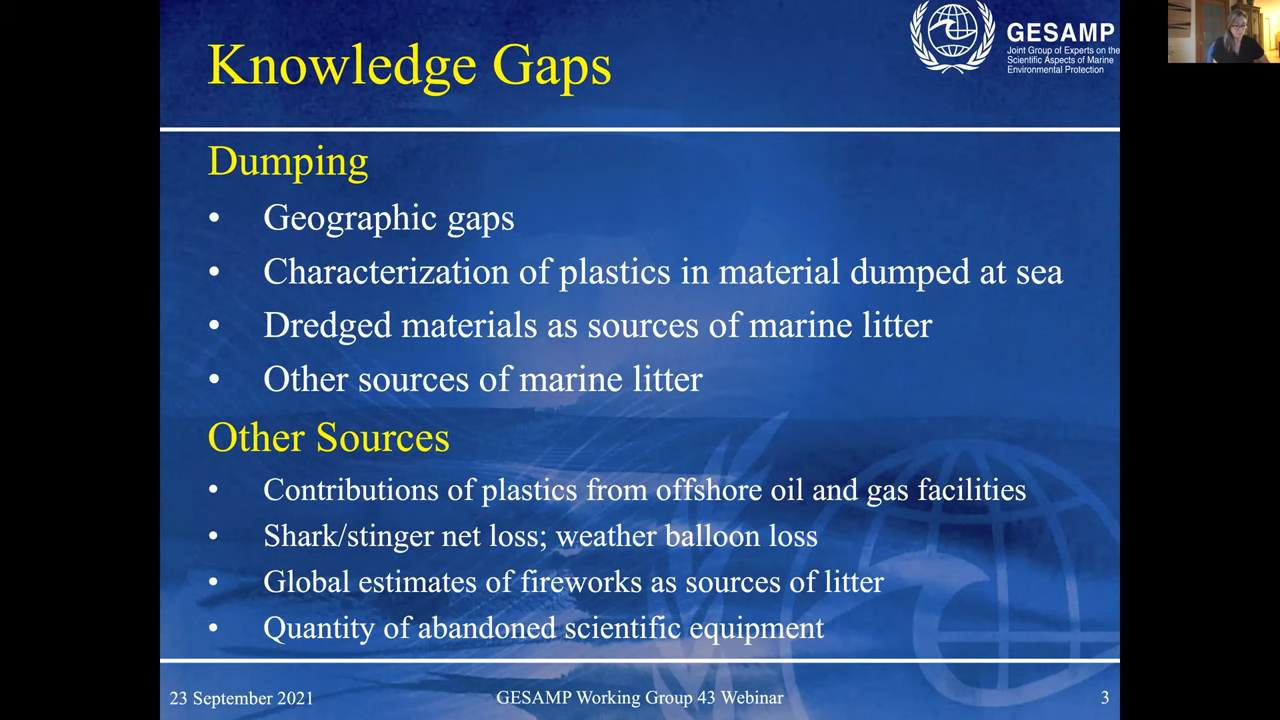 Knowledge Gaps
GESAMP
Joint Group of Experts on the
Scientific Aspects of Marine
Environmental Protection
Dumping
• Geographic gaps
• Characterization of plastics in material dumped at sea
• Dredged materials as sources of marine litter
• Other sources of marine litter
Other Sources
• Contributions of plastics from offshore oil and gas facilities
• Shark/stinger net loss; weather balloon loss
• Global estimates of fireworks as sources of litter
• Quantity of abandoned scientific equipment
23 September 2021
GESAMP Working Group 43 Webinar
3